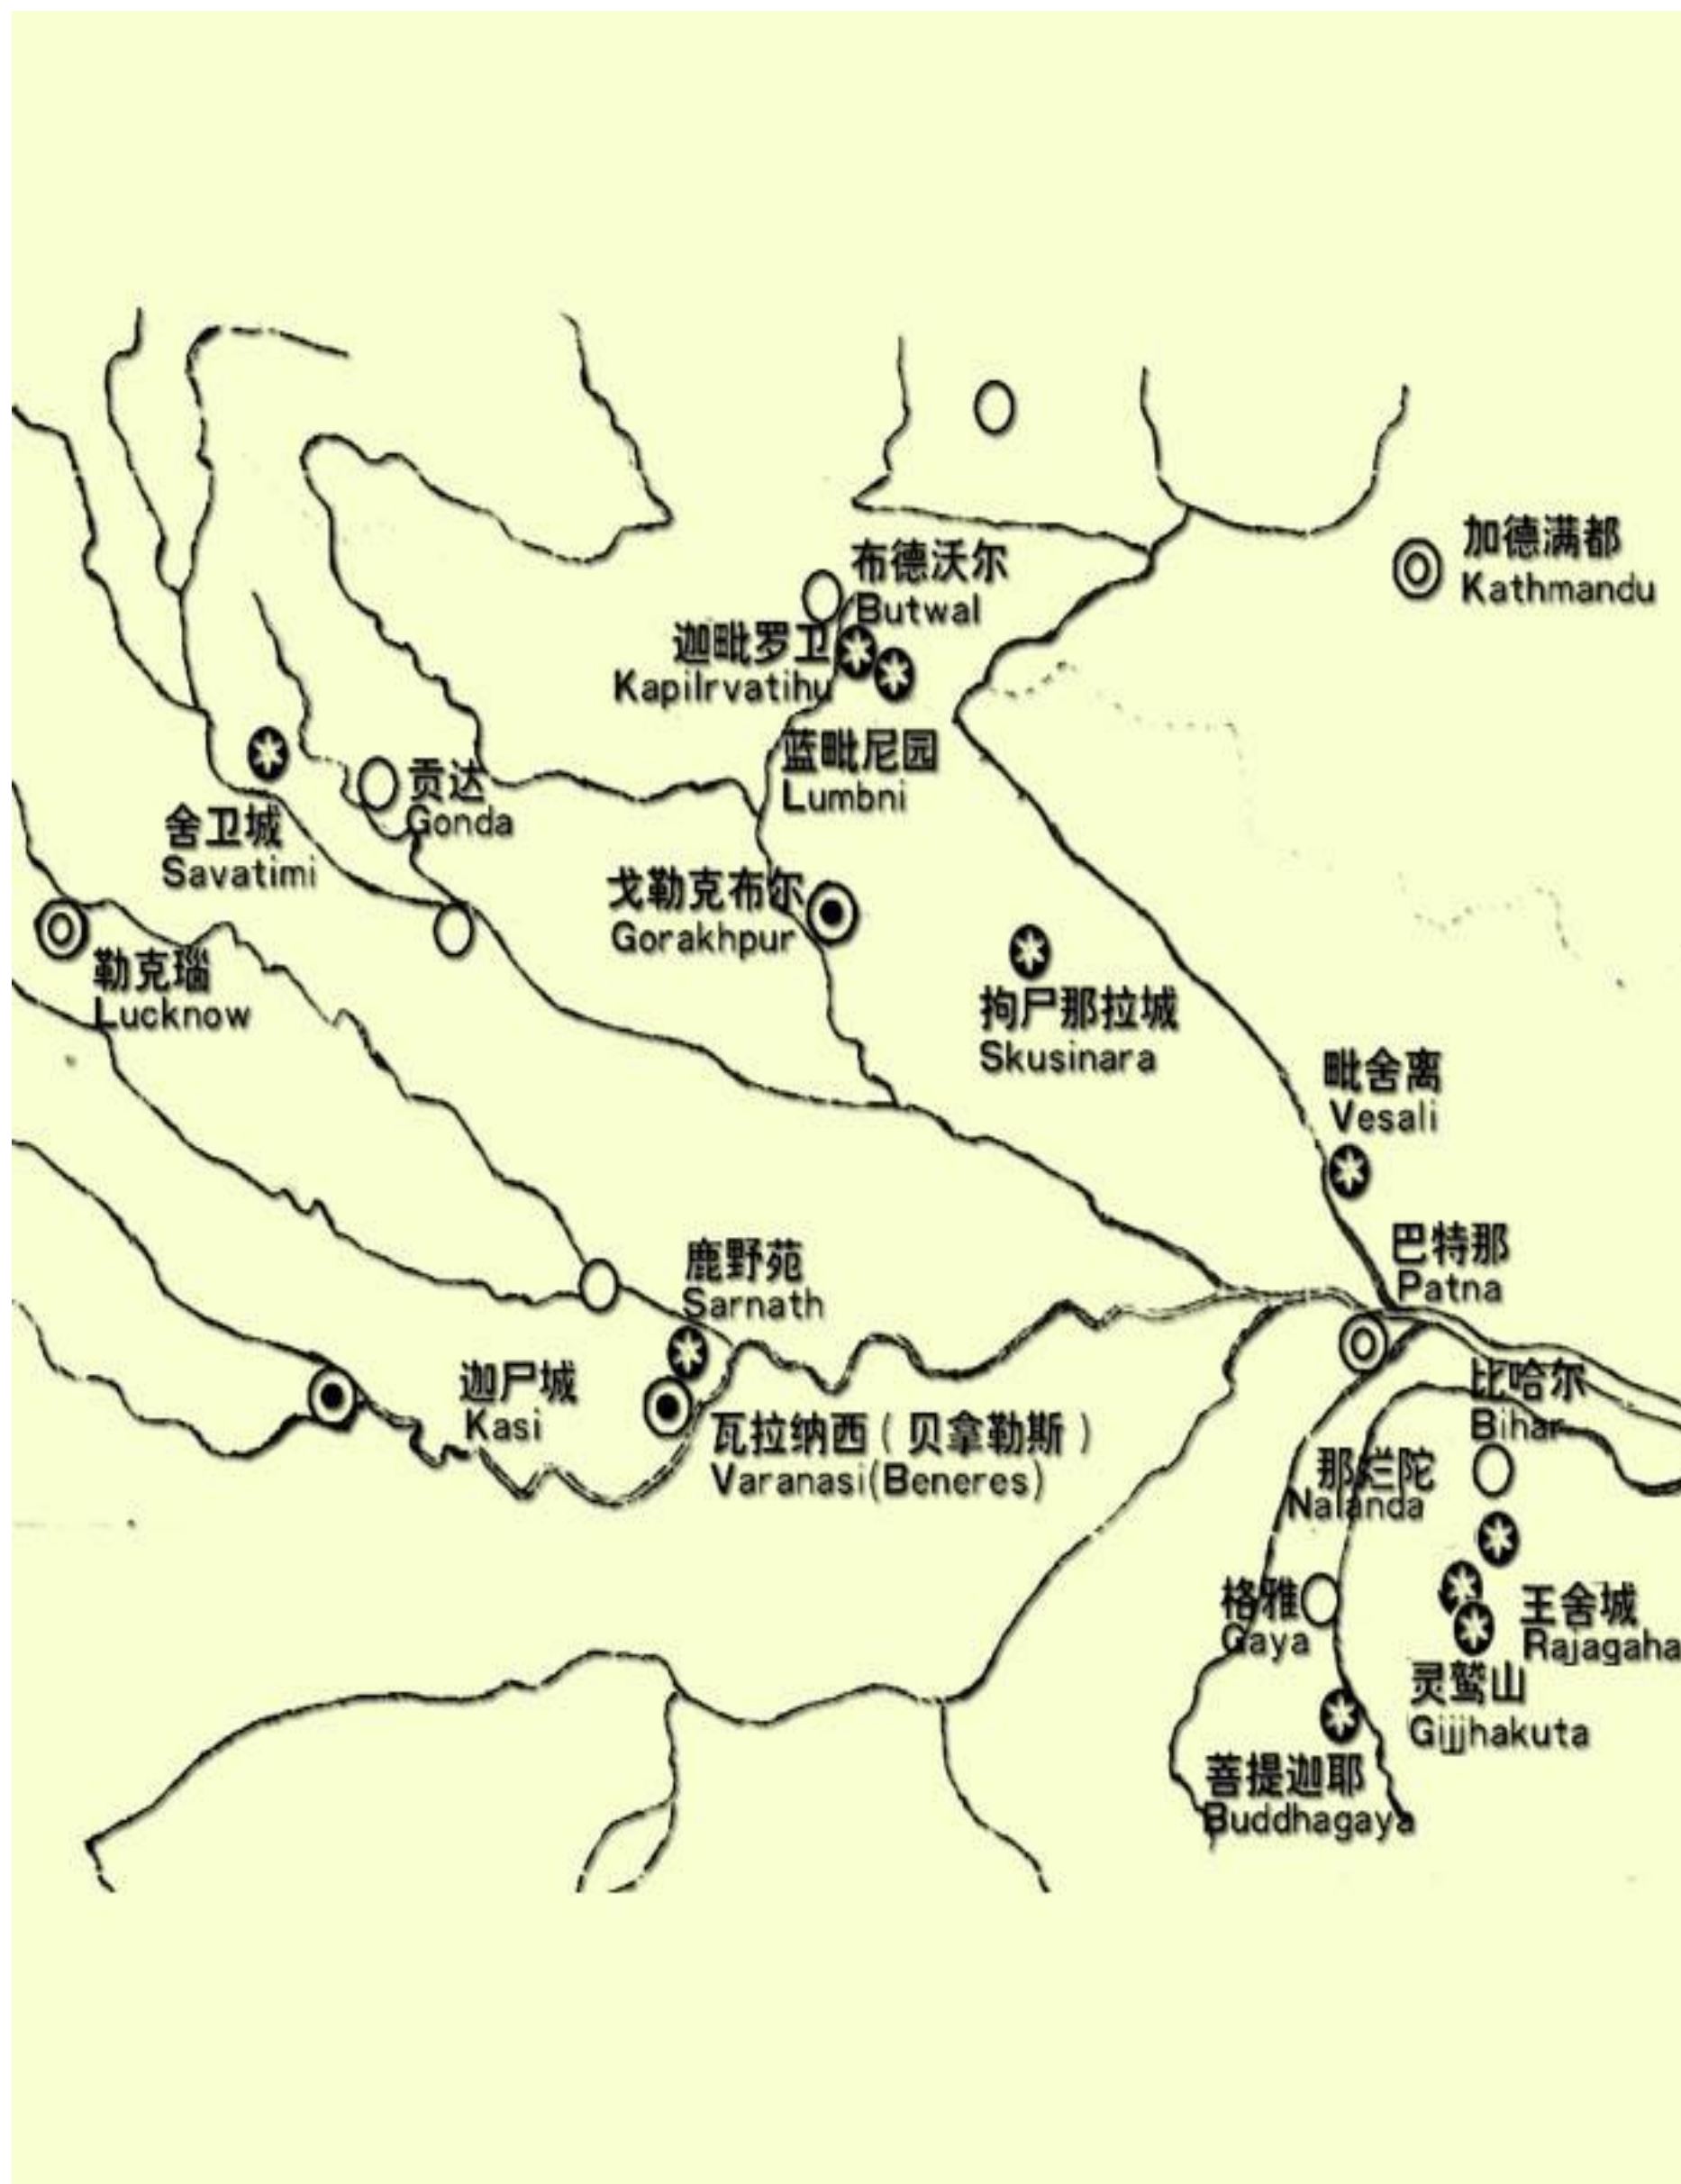 加德满都
Kathmandu
布德沃尔
Butwal
迦毗罗卫
Kapilrvatihu
蓝毗尼园
Lumbni
贡达
Gonda
舍卫城
Savatimi
戈勒克布尔
Gorakhpur
勒克瑙
Lucknow
拘尸那拉城
Skusinara
毗舍离
Vesali
巴特那
Patna
鹿野苑
Sarnath
迦尸城
Kasi
瓦拉纳西（贝拿勒斯）
Varanasi(Beneres)
比哈尔
Bihar
那烂陀
Nalanda
格雅
Gaya
王舍城
Rajagaha
灵鹫山
Gijjhakuta
菩提迦耶
Buddhagaya